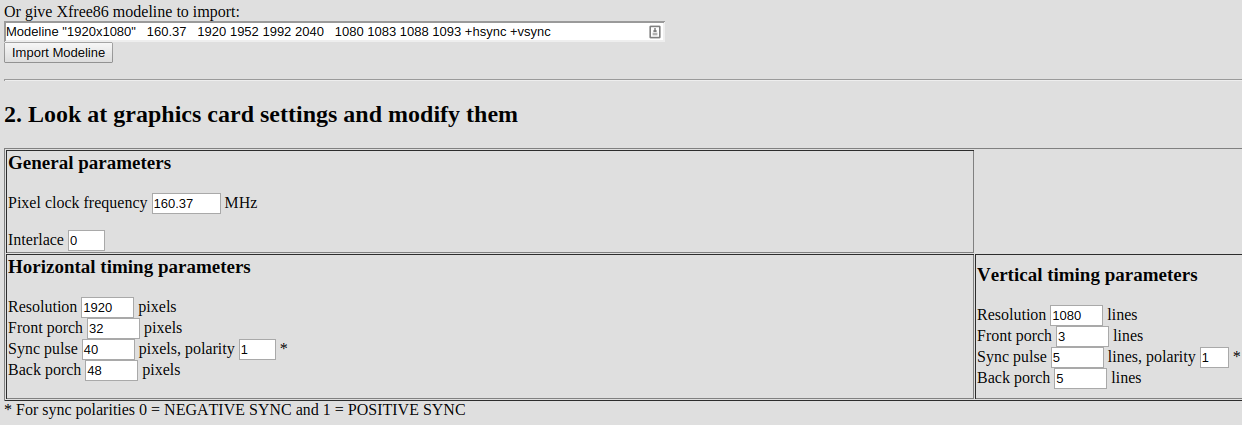 Or give Xfree86 modeline to import:
Modeline "1920x1080"   160.37   1920 1952 1992 2040   1080 1083 1088 1093 +hsync +vsync
Import Modeline
2. Look at graphics card settings and modify them
General parameters
Pixel clock frequency 160.37 MHz
Interlace 0
Horizontal timing parameters
Resolution 1920 pixels
Front porch 32 pixels
Sync pulse 40 pixels, polarity 1 *
Back porch 48 pixels
Vertical timing parameters
Resolution 1080 lines
Front porch 3 lines
Sync pulse 5 lines, polarity 1 *
Back porch 5 lines
* For sync polarities 0 = NEGATIVE SYNC and 1 = POSITIVE SYNC